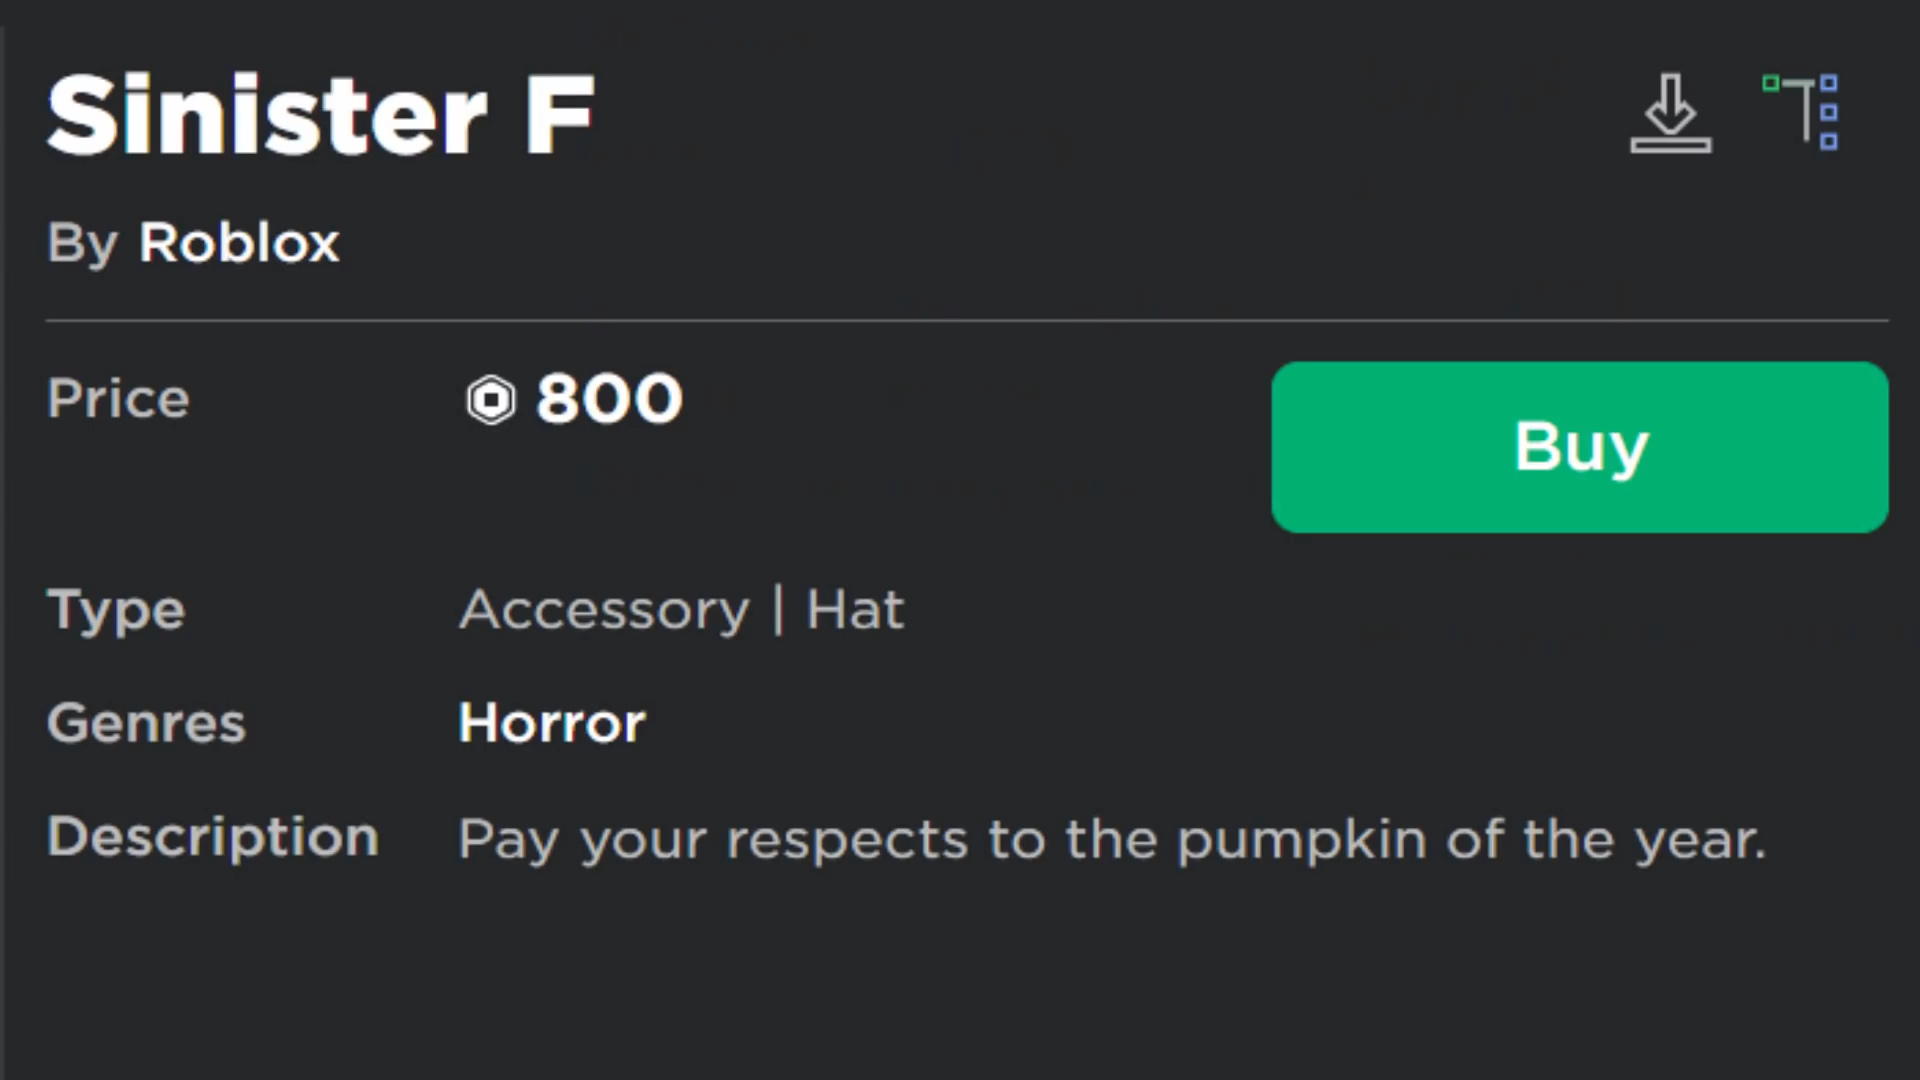 Sinister F
By Roblox
Price 800
Buy
Type Accessory | Hat
Genres Horror
Description Pay your respects to the pumpkin of the year.